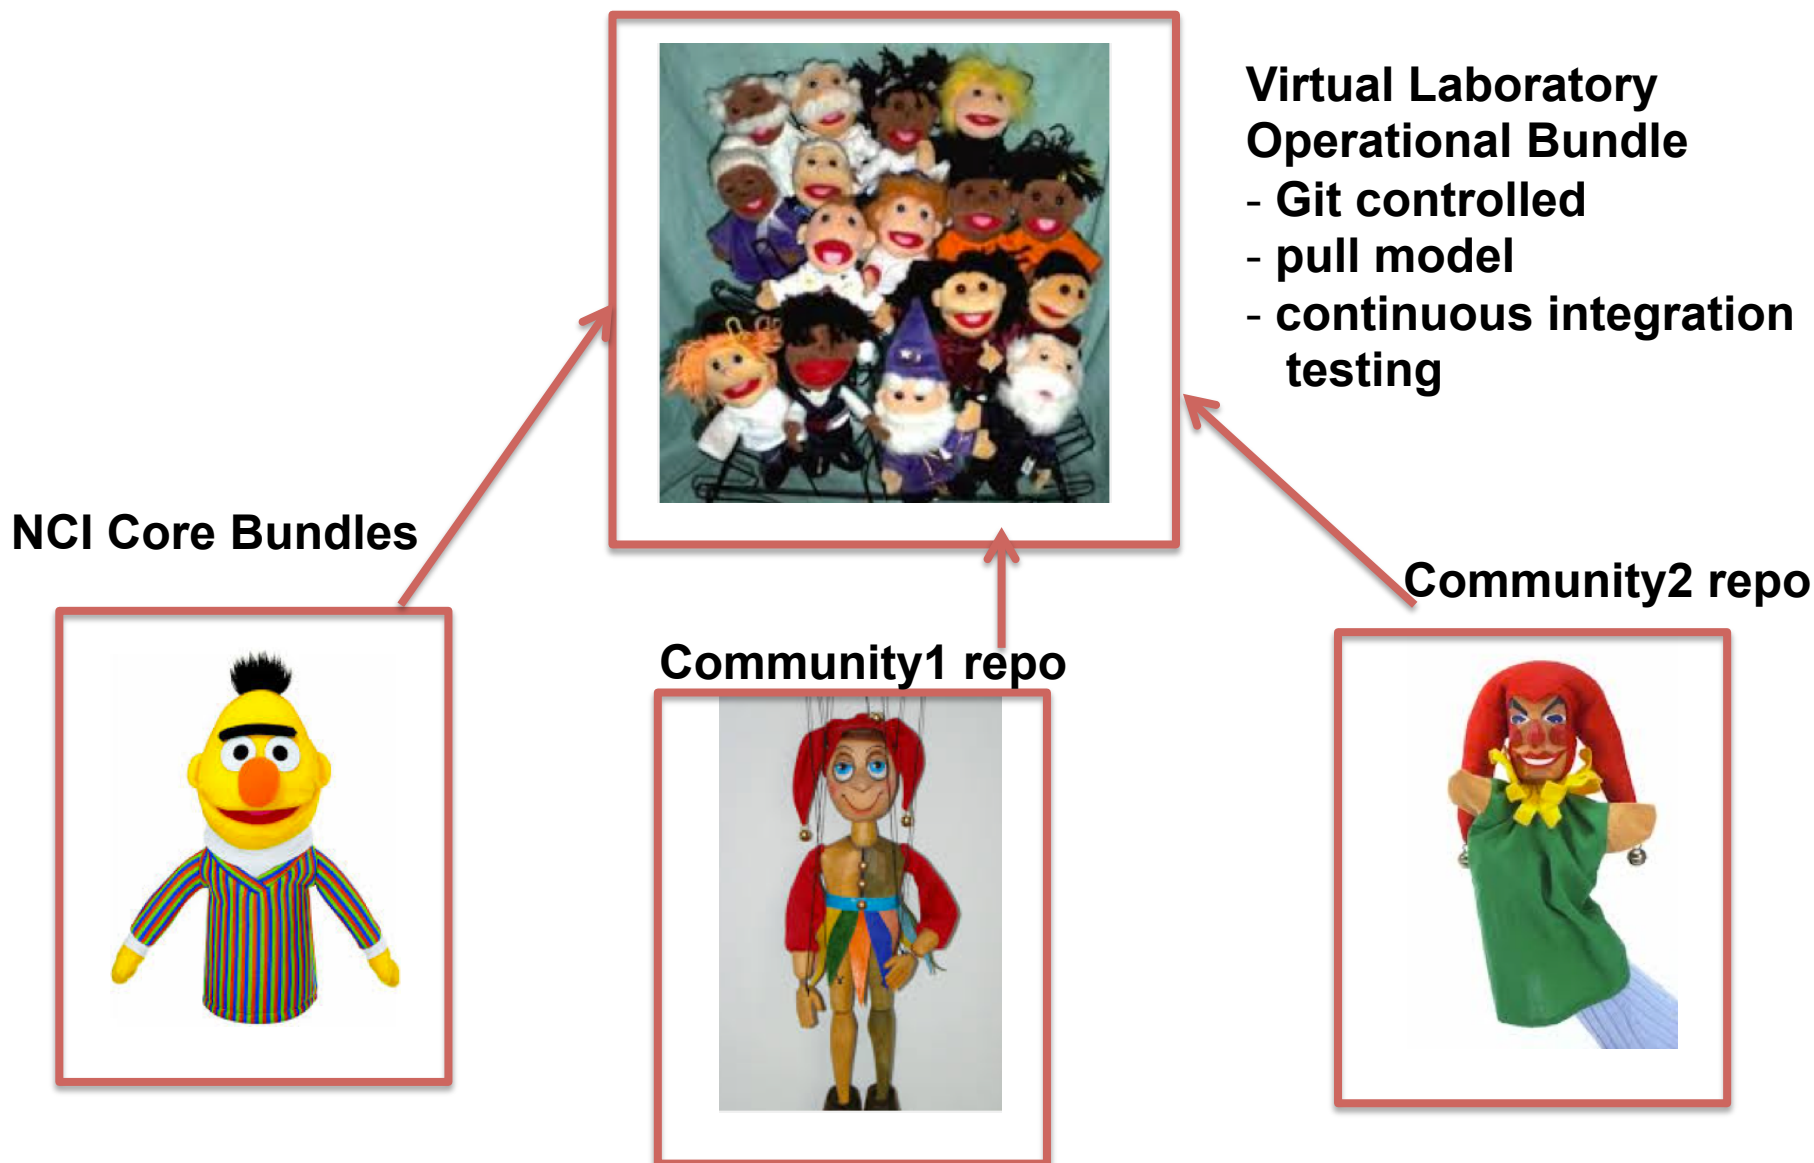 Virtual Laboratory
Operational Bundle
- Git controlled
- pull model
- continuous integration
testing
NCI Core Bundles
Community2 repo
Community1 repo